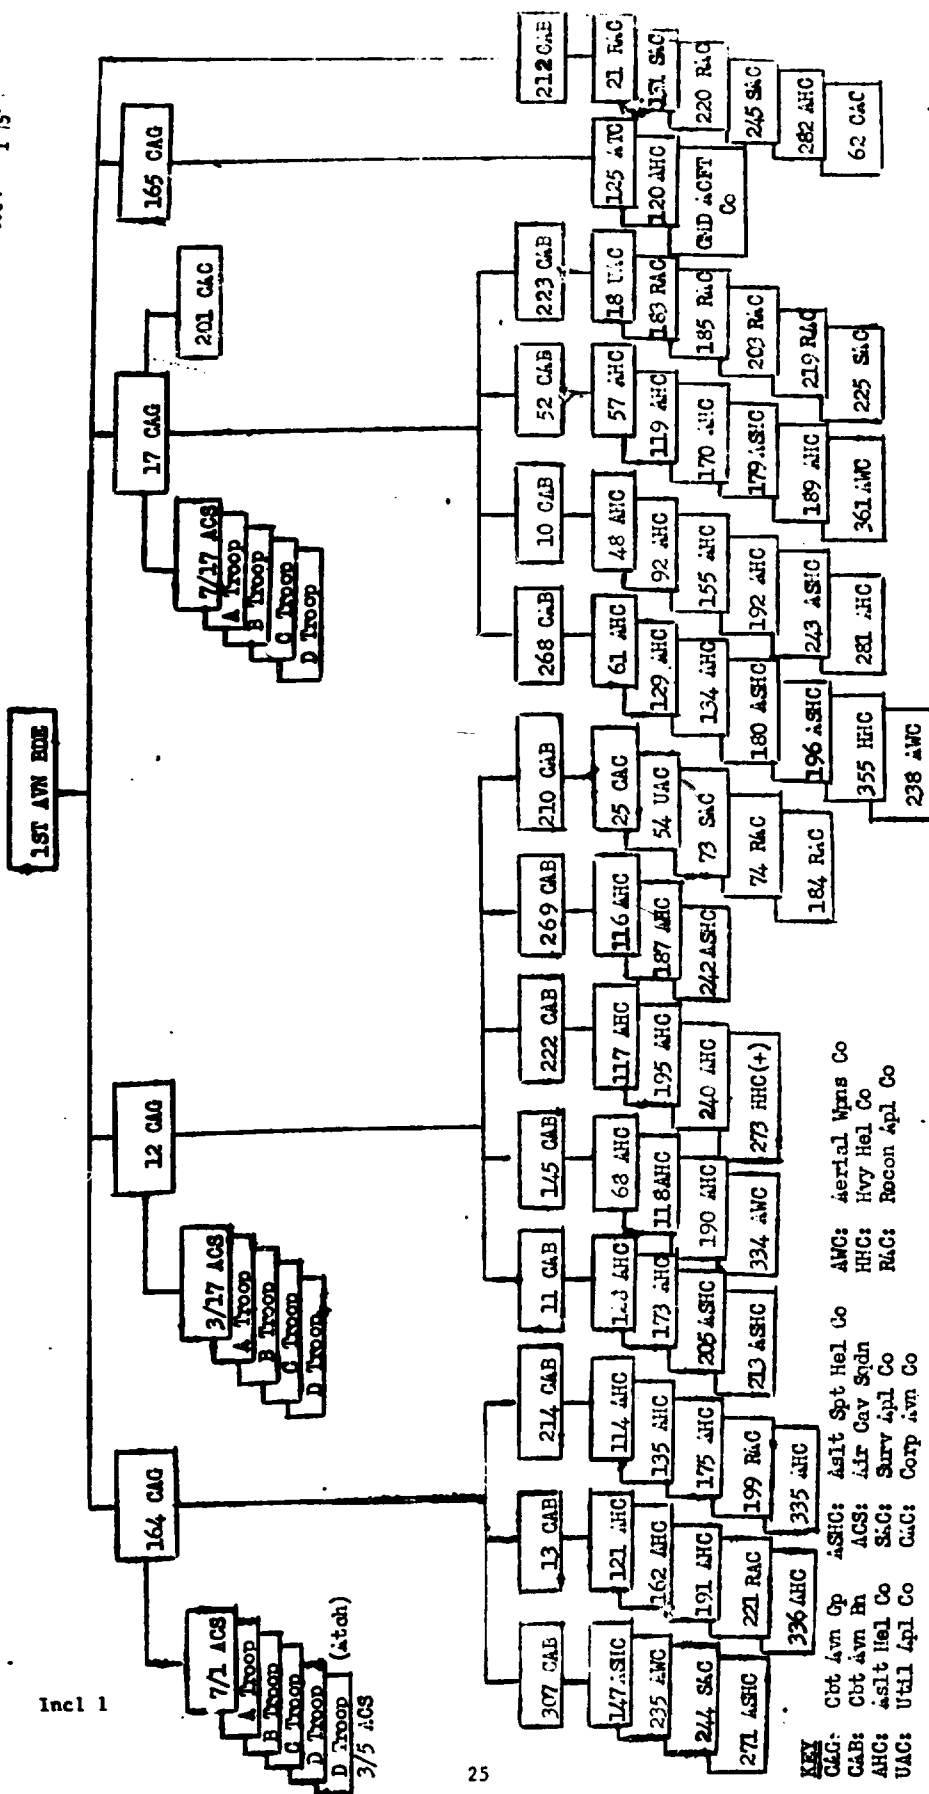 1ST AVN BDE
164 CAG
12 CAG
17 CAG
165 CAG
7/1 ACS
A Troop
B Troop
C Troop
D Troop
D Troop (Atch)
3/5 ACS
3/17 ACS
A Troop
B Troop
C Troop
D Troop
7/17 ACS
A Troop
B Troop
C Troop
D Troop
201 CAC
307 CAB
13 CAB
214 CAB
11 CAB
145 CAB
222 CAB
269 CAB
210 CAB
268 CAB
10 CAB
52 CAB
223 CAB
212 CAB
147 ASHC
235 AWC
244 SAC
271 ASHC
121 AHC
162 AHC
191 AHC
221 RAC
336 AHC
114 AHC
135 AHC
175 AHC
199 RAC
335 AHC
AHC
173 AHC
205 ASHC
213 ASHC
68 AHC
118 AHC
190 AHC
334 AWC
117 AHC
195 AHC
240 AHC
273 HHC(+)
116 AHC
187 AHC
242 ASHC
25 CAC
54 UAC
73 SAC
74 RAC
184 RAC
61 AHC
129 AHC
134 AHC
180 ASHC
196 ASHC
355 HHC
238 AWC
48 AHC
92 AHC
155 AHC
192 AHC
243 ASHC
281 AHC
57 AHC
119 AHC
170 AHC
179 ASHC
189 AHC
361 AWC
18 UAC
183 RAC
185 RAC
203 RAC
219 RAC
225 SAC
125 ATC
120 AHC
CMD ACFT
Co
21 RAC
131 SAC
220 RAC
245 SAC
282 AHC
62 CAC
KEY
CAG: Cbt Avn Gp ASHC: Aslt Spt Hel Co AWC: Aerial Wpns Co
CAB: Cbt Avn Bn ACS: Air Cav Sqdn HHC: Hvy Hel Co
AHC: Aslt Hel Co SAC: Surv Apl Co RAC: Recon Apl Co
UAC: Util Apl Co CAC: Corp Avn Co
Incl 1
25